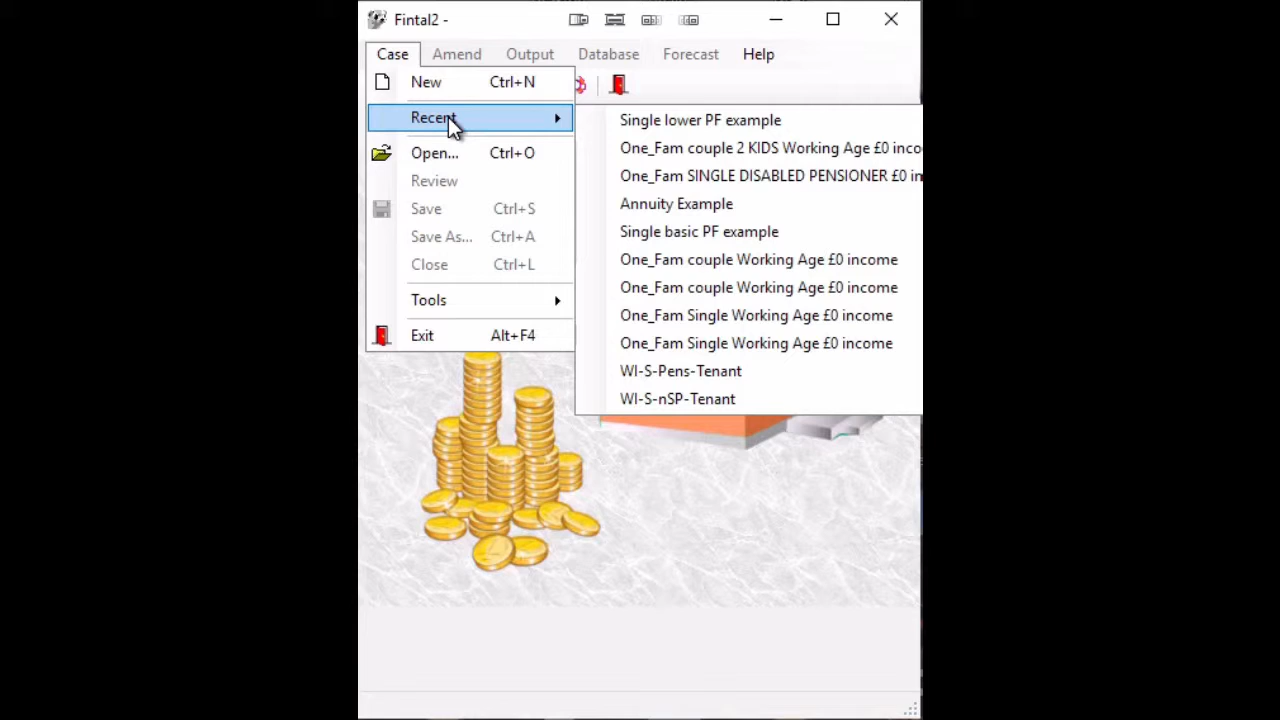 Fintal2 -
Case Amend Output Database Forecast Help
New Ctrl+N
Recent
Open... Ctrl+O
Review
Save Ctrl+S
Save As... Ctrl+A
Close Ctrl+L
Tools
Exit Alt+F4
Single lower PF example
One_Fam couple 2 KIDS Working Age £0 inco
One_Fam SINGLE DISABLED PENSIONER £0 in
Annuity Example
Single basic PF example
One_Fam couple Working Age £0 income
One_Fam couple Working Age £0 income
One_Fam Single Working Age £0 income
One_Fam Single Working Age £0 income
WI-S-Pens-Tenant
WI-S-nSP-Tenant